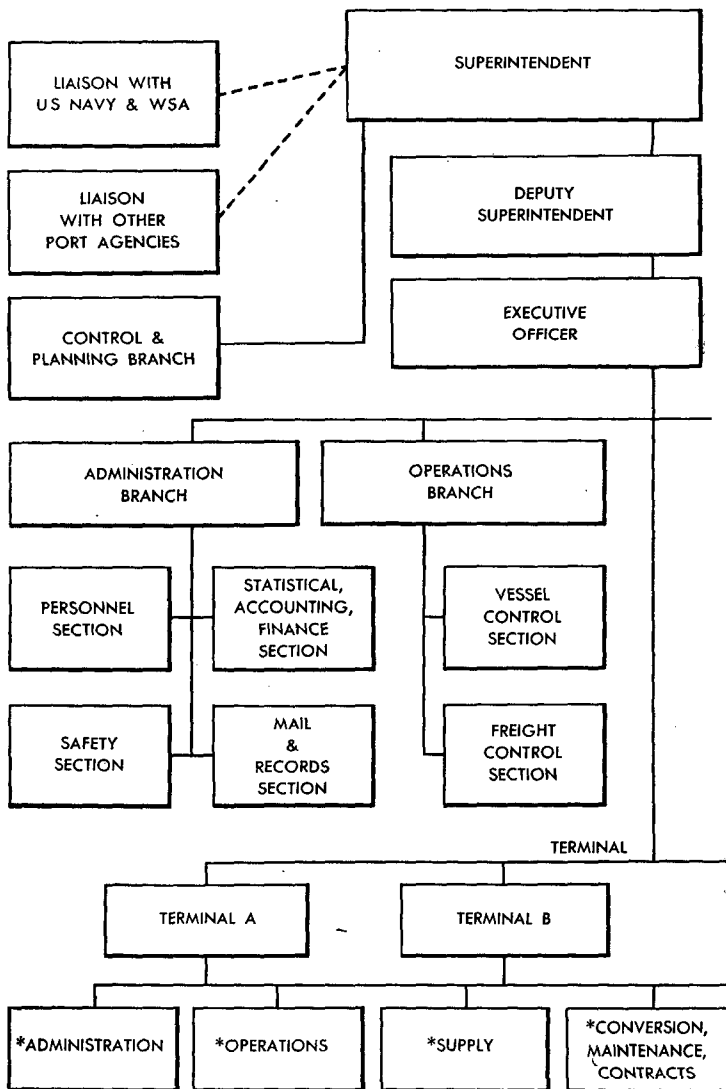 SUPERINTENDENT
LIAISON WITH
US NAVY & WSA
DEPUTY
SUPERINTENDENT
LIAISON
WITH OTHER
PORT AGENCIES
EXECUTIVE
OFFICER
CONTROL &
PLANNING BRANCH
ADMINISTRATION
BRANCH
OPERATIONS
BRANCH
PERSONNEL
SECTION
STATISTICAL,
ACCOUNTING,
FINANCE
SECTION
VESSEL
CONTROL
SECTION
SAFETY
SECTION
MAIL
&
RECORDS
SECTION
FREIGHT
CONTROL
SECTION
TERMINAL
TERMINAL A
TERMINAL B
*ADMINISTRATION
*OPERATIONS
*SUPPLY
*CONVERSION,
MAINTENANCE,
CONTRACTS